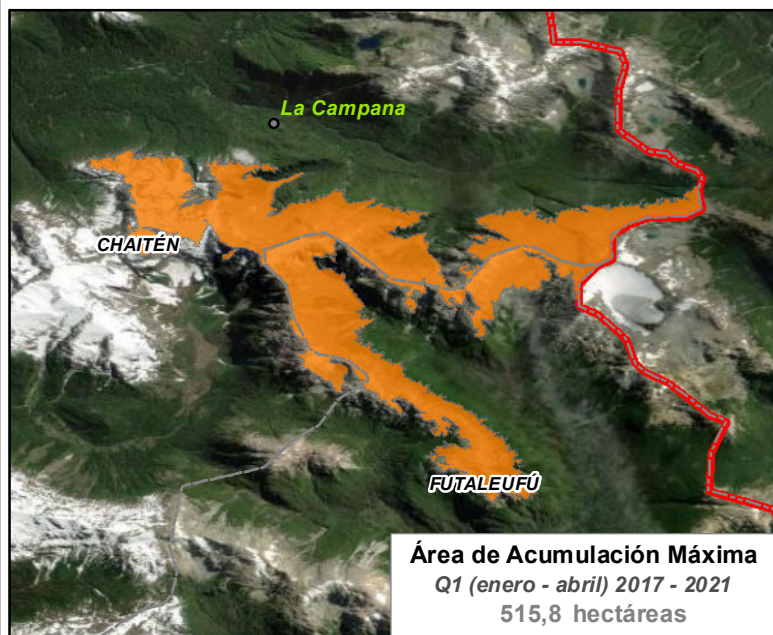 La Campana
CHAITÉN
FUTALEUFÚ
Área de Acumulación Máxima
Q1 (enero - abril) 2017 - 2021
515,8 hectáreas